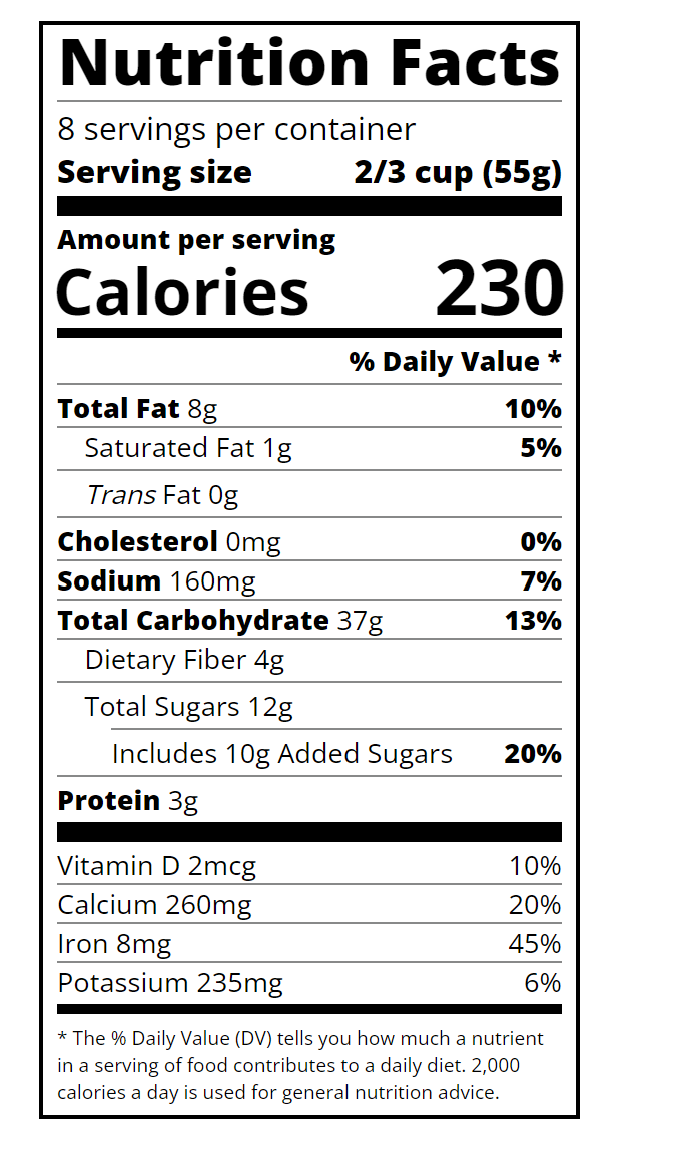 Nutrition Facts
8 servings per container
Serving size 2/3 cup (55g)
Amount per serving
Calories 230
% Daily Value *
Total Fat 8g 10%
Saturated Fat 1g 5%
Trans Fat 0g
Cholesterol 0mg 0%
Sodium 160mg 7%
Total Carbohydrate 37g 13%
Dietary Fiber 4g
Total Sugars 12g
Includes 10g Added Sugars 20%
Protein 3g
Vitamin D 2mcg 10%
Calcium 260mg 20%
Iron 8mg 45%
Potassium 235mg 6%
* The % Daily Value (DV) tells you how much a nutrient
in a serving of food contributes to a daily diet. 2,000
calories a day is used for general nutrition advice.